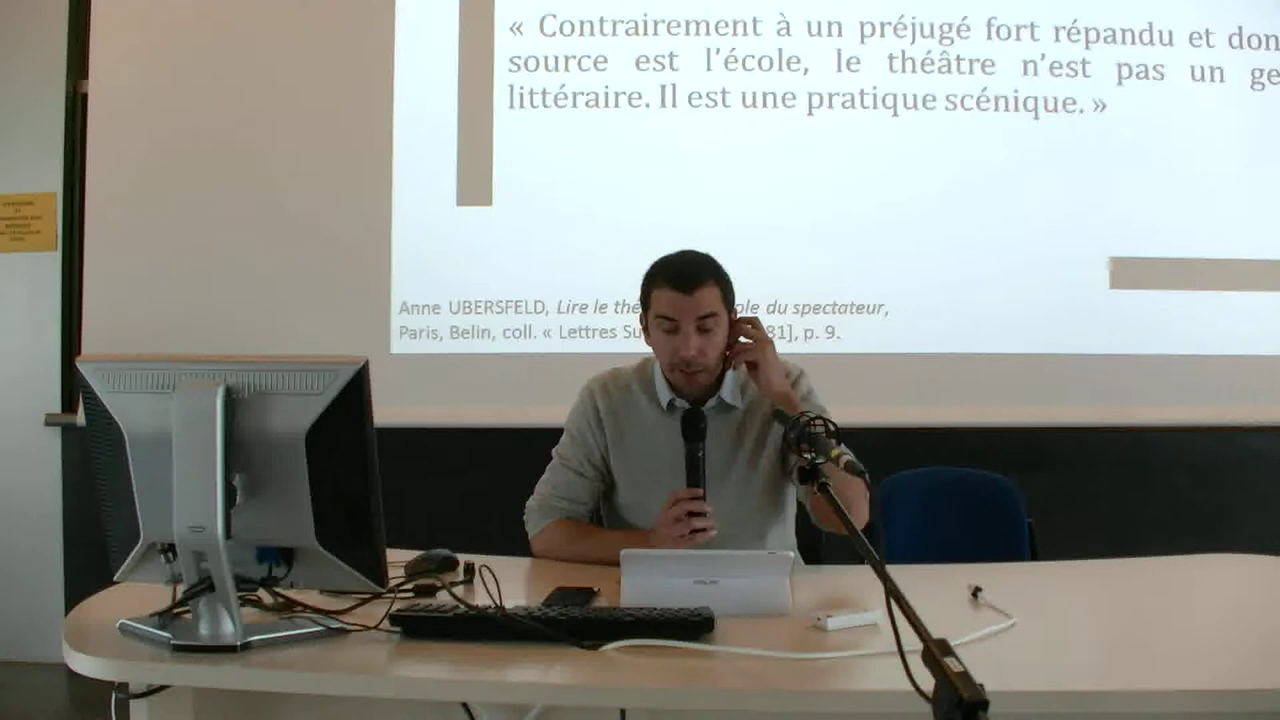 « Contrairement à un préjugé fort répandu et don
source est l'école, le théâtre n'est pas un ge
littéraire. Il est une pratique scénique. »
Anne UBERSFELD, Lire le thé ole du spectateur,
Paris, Belin, coll. « Lettres Su 81], p. 9.